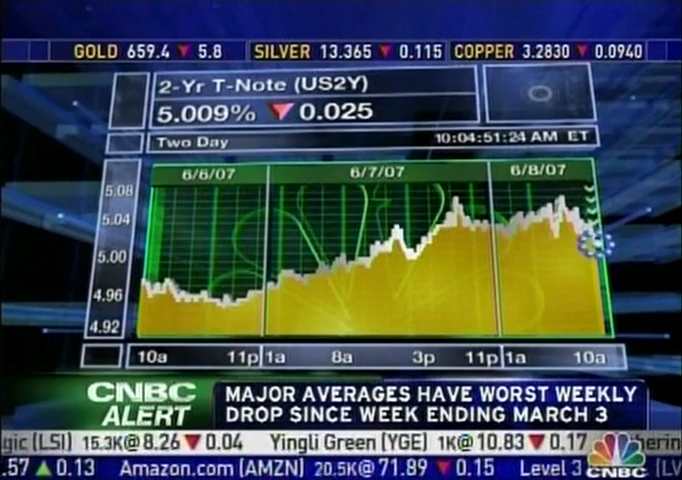 GOLD 659.4 ▼ 5.8 SILVER 13.365 ▼ 0.115 COPPER 3.2830 ▼ 0.0940
2-Yr T-Note (US2Y)
5.009% ▼ 0.025
Two Day 10:04:51:24 AM ET
6/6/07 6/7/07 6/8/07
5.08
5.04
5.00
4.96
4.92
10a 11p 1a 8a 3p 11p 1a 10a
CNBC
ALERT
MAJOR AVERAGES HAVE WORST WEEKLY
DROP SINCE WEEK ENDING MARCH 3
gic (LSI) 15.3K@8.26 ▼ 0.04 Yingli Green (YGE) 1K@10.83 ▼ 0.17
.57 ▲ 0.13 Amazon.com (AMZN) 20.5K@71.89 ▼ 0.15 Level 3 (LV
CNBC